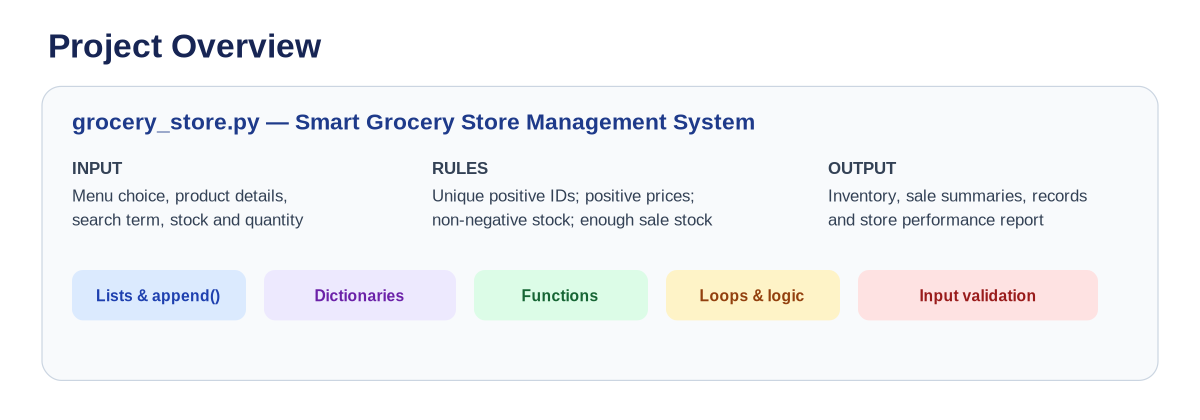 Project Overview
grocery_store.py — Smart Grocery Store Management System
INPUT
Menu choice, product details,
search term, stock and quantity
RULES
Unique positive IDs; positive prices;
non-negative stock; enough sale stock
OUTPUT
Inventory, sale summaries, records
and store performance report
Lists & append()
Dictionaries
Functions
Loops & logic
Input validation